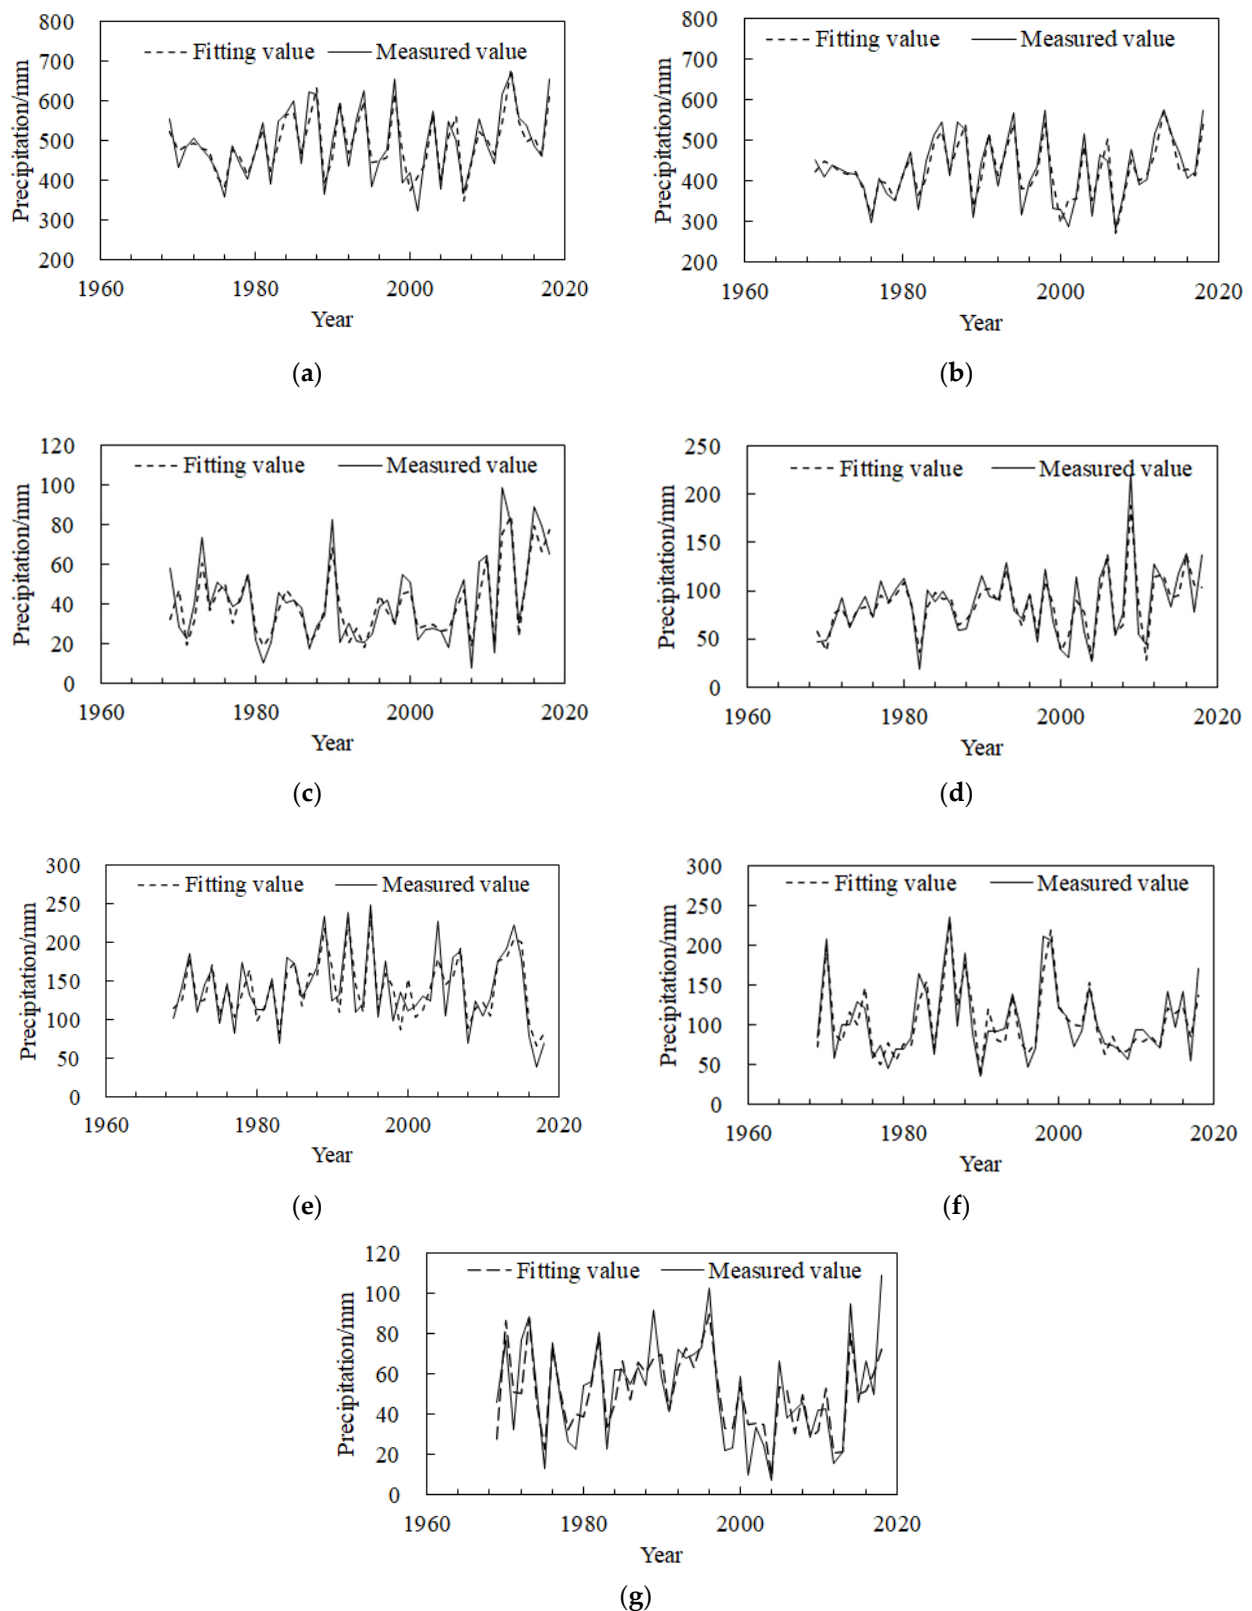 800
700
600
500
400
300
200
Precipitation/mm
Fitting value Measured value
1960 1980 2000 2020
Year
(a)
800
700
600
500
400
300
200
Precipitation/mm
Fitting value Measured value
1960 1980 2000 2020
Year
(b)
120
100
80
60
40
20
0
Precipitation/mm
Fitting value Measured value
1960 1980 2000 2020
Year
(c)
250
200
150
100
50
0
Precipitation/mm
Fitting value Measured value
1960 1980 2000 2020
Year
(d)
300
250
200
150
100
50
0
Precipitation/mm
Fitting value Measured value
1960 1980 2000 2020
Year
(e)
300
250
200
150
100
50
0
Precipitation/mm
Fitting value Measured value
1960 1980 2000 2020
Year
(f)
120
100
80
60
40
20
0
Precipitation/mm
Fitting value Measured value
1960 1980 2000 2020
Year
(g)